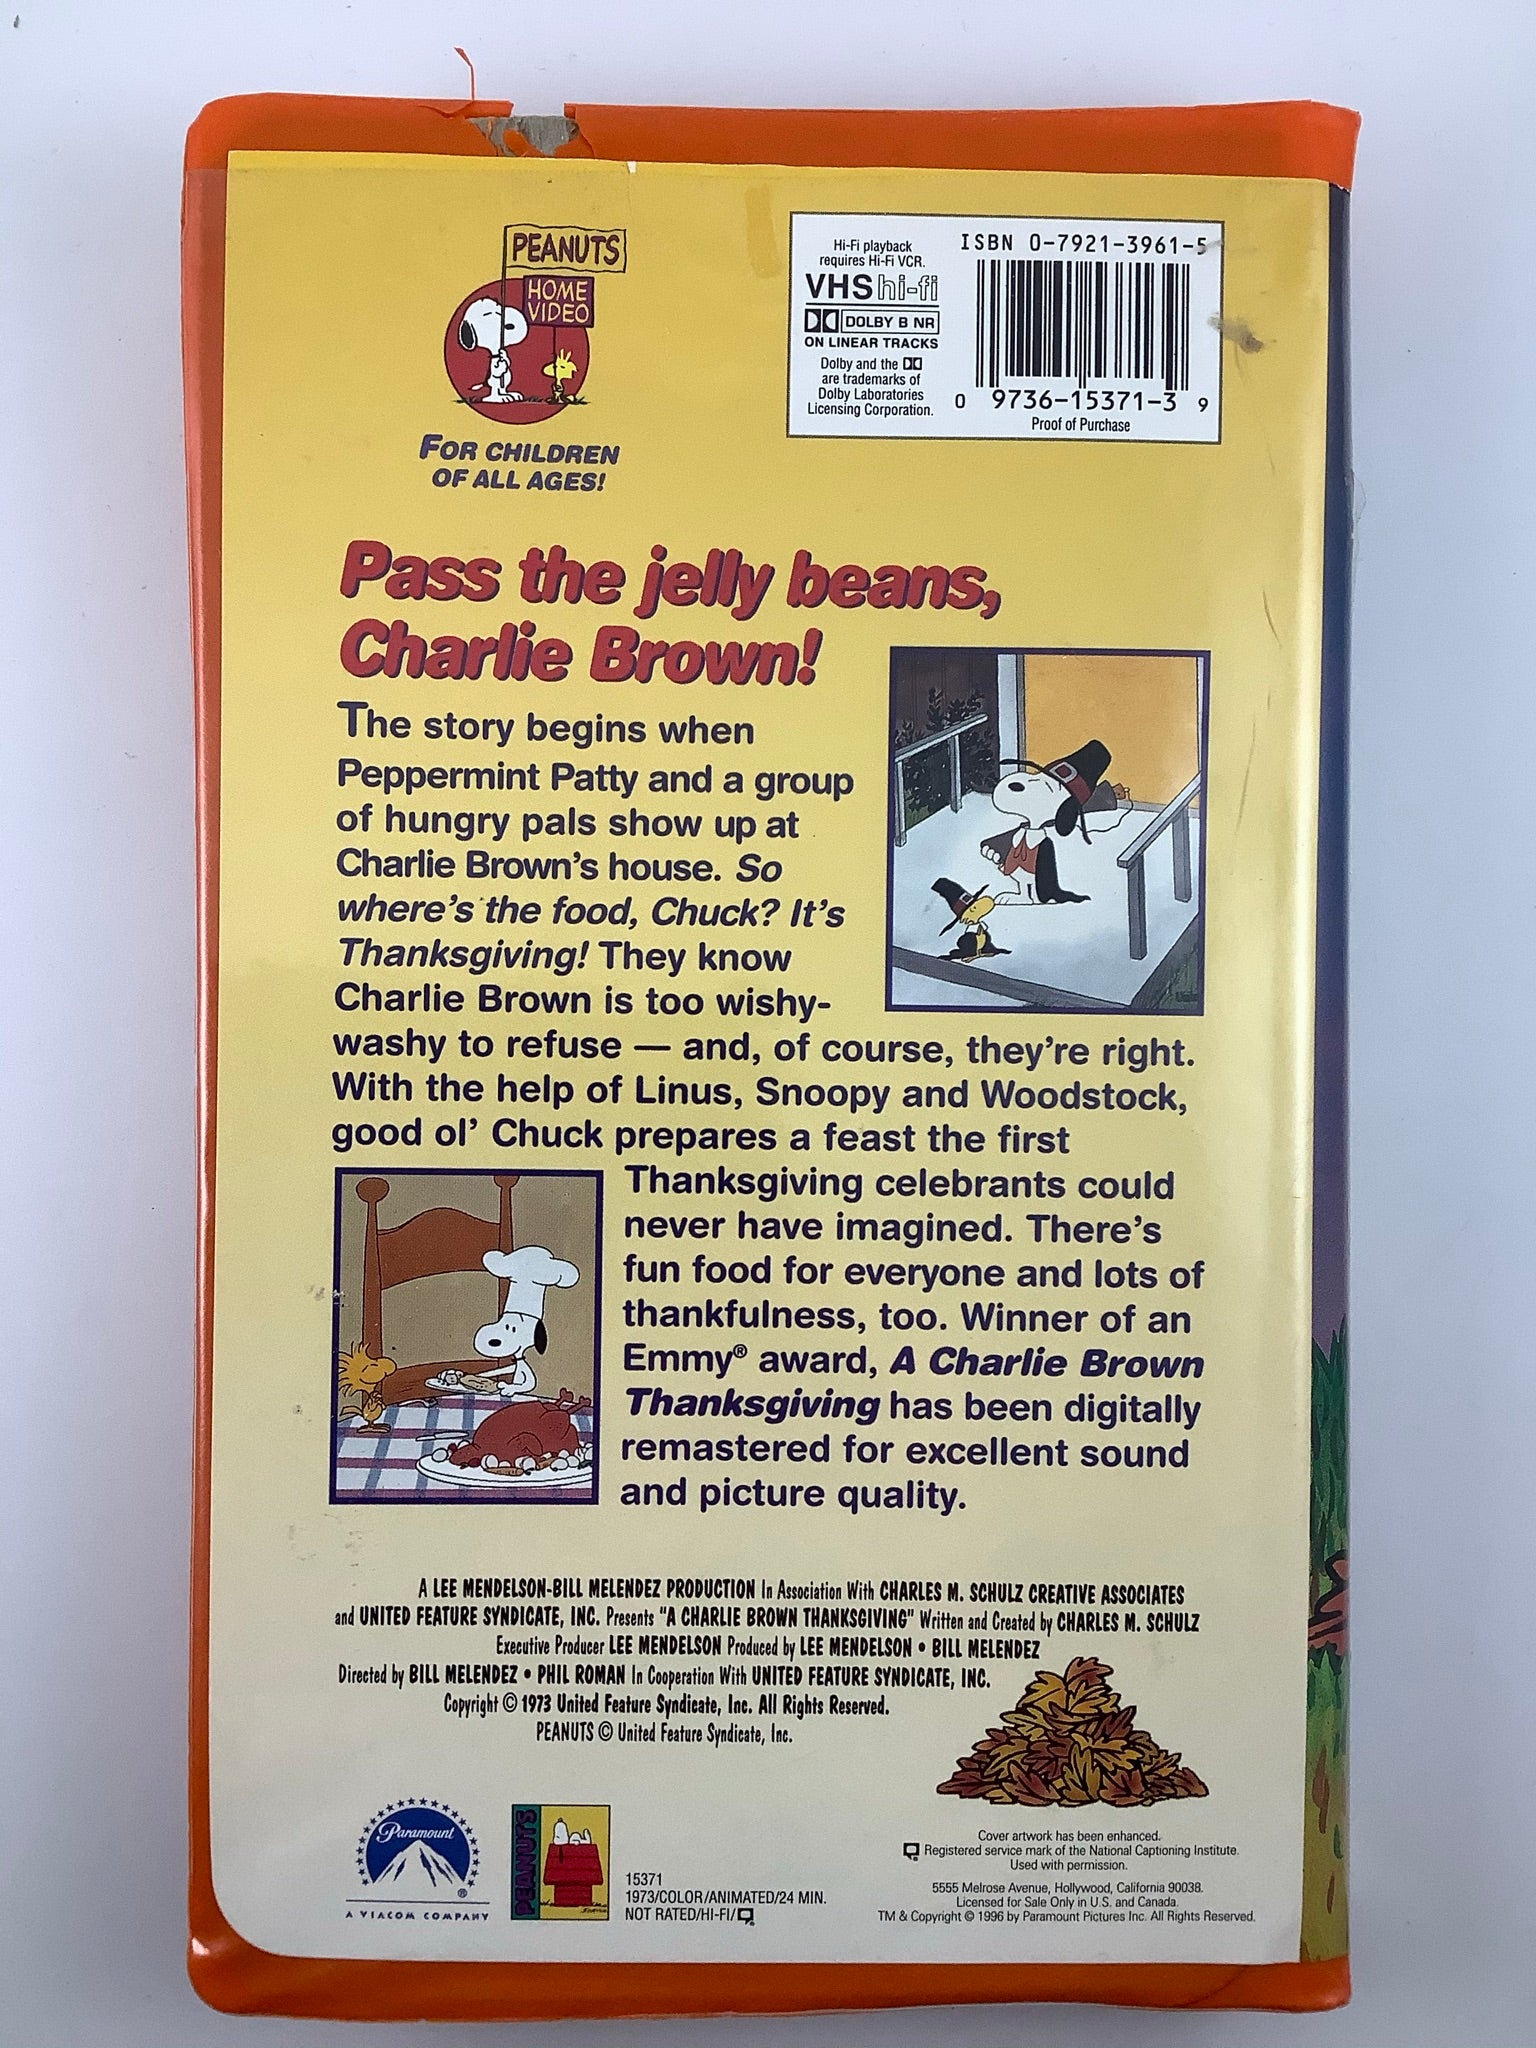 PEANUTS
HOME
VIDEO
FOR CHILDREN
OF ALL AGES!
Hi-Fi playback
requires Hi-Fi VCR.
VHS hi-fi
DOLBY B NR
ON LINEAR TRACKS
Dolby and the
are trademarks of
Dolby Laboratories
Licensing Corporation.
ISBN 0-7921-3961-5
0 9736-15371-3 9
Proof of Purchase
Pass the jelly beans,
Charlie Brown!
The story begins when
Peppermint Patty and a group
of hungry pals show up at
Charlie Brown's house. So
where's the food, Chuck? It's
Thanksgiving! They know
Charlie Brown is too wishy-
washy to refuse — and, of course, they're right.
With the help of Linus, Snoopy and Woodstock,
good ol' Chuck prepares a feast the first
Thanksgiving celebrants could
never have imagined. There's
fun food for everyone and lots of
thankfulness, too. Winner of an
Emmy® award, A Charlie Brown
Thanksgiving has been digitally
remastered for excellent sound
and picture quality.
A LEE MENDELSON-BILL MELENDEZ PRODUCTION In Association With CHARLES M. SCHULZ CREATIVE ASSOCIATES
and UNITED FEATURE SYNDICATE, INC. Presents "A CHARLIE BROWN THANKSGIVING" Written and Created by CHARLES M. SCHULZ
Executive Producer LEE MENDELSON Produced by LEE MENDELSON • BILL MELENDEZ
Directed by BILL MELENDEZ • PHIL ROMAN In Cooperation With UNITED FEATURE SYNDICATE, INC.
Copyright © 1973 United Feature Syndicate, Inc. All Rights Reserved.
PEANUTS © United Feature Syndicate, Inc.
Paramount
®
A VIACOM COMPANY
PEANUTS
15371
1973/COLOR/ANIMATED/24 MIN.
NOT RATED/HI-FI/
Cover artwork has been enhanced.
Registered service mark of the National Captioning Institute.
Used with permission.
5555 Melrose Avenue, Hollywood, California 90038.
Licensed for Sale Only in U.S. and Canada.
TM & Copyright © 1996 by Paramount Pictures Inc. All Rights Reserved.